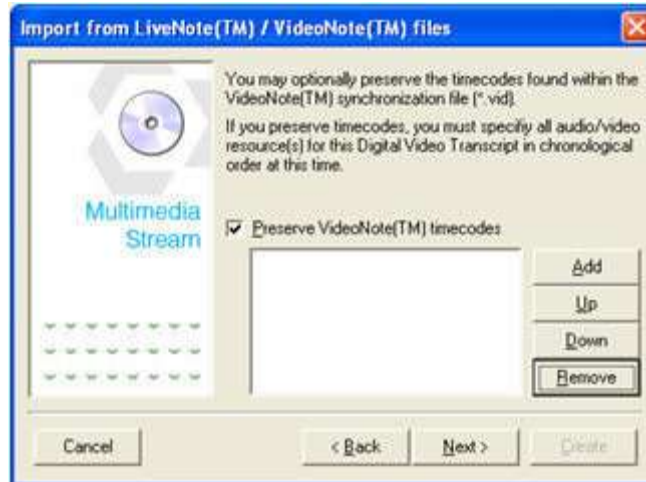 Import from LiveNote(TM) / VideoNote(TM) files
You may optionally preserve the timecodes found within the
VideoNote(TM) synchronization file (*.vid).
If you preserve timecodes, you must specifiy all audio/video
resource(s) for this Digital Video Transcript in chronological
order at this time.
Multimedia
Stream
Preserve VideoNote(TM) timecodes
Add
Up
Down
Remove
Cancel
< Back
Next >
Create